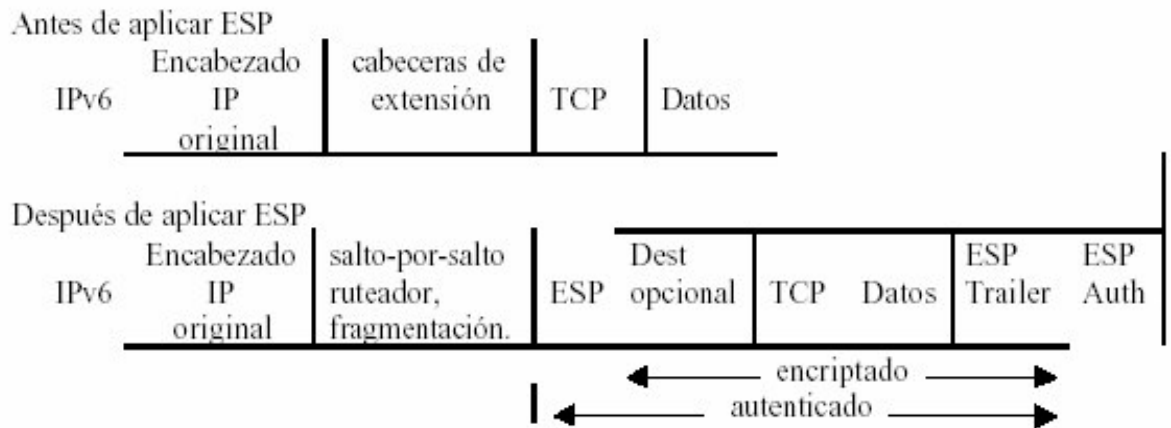 Antes de aplicar ESP
IPv6
Encabezado
IP
original
cabeceras de
extensión
TCP
Datos
Después de aplicar ESP
IPv6
Encabezado
IP
original
salto-por-salto
ruteador,
fragmentación.
ESP
Dest
opcional
TCP
Datos
ESP
Trailer
ESP
Auth
encriptado
autenticado